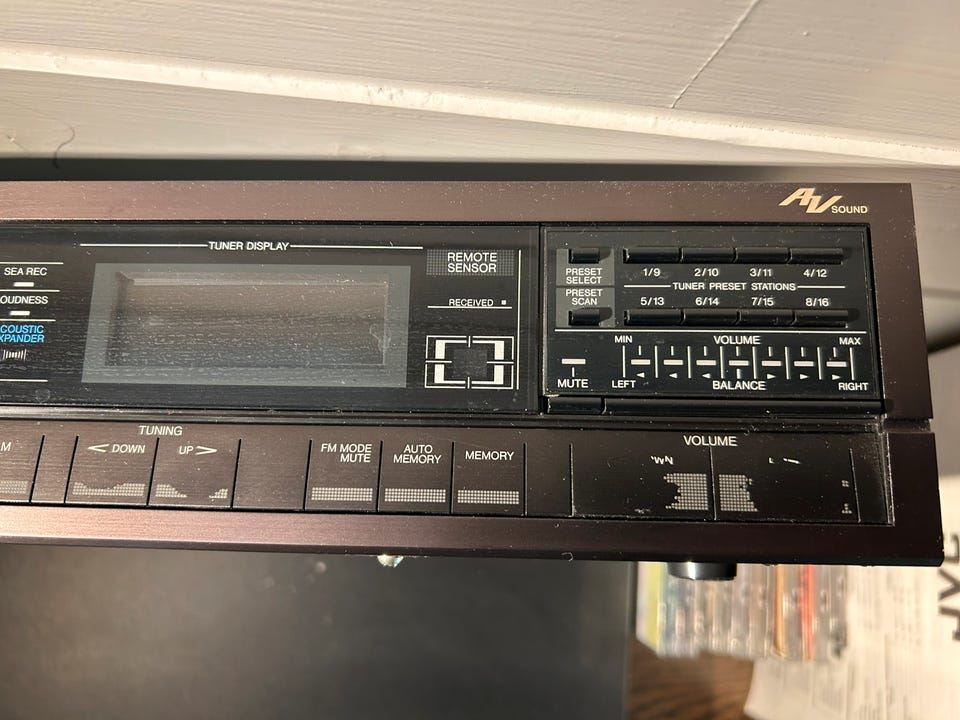 AV SOUND
TUNER DISPLAY
SEA REC
OUDNESS
COUSTIC
XPANDER
REMOTE
SENSOR
RECEIVED
PRESET
SELECT
PRESET
SCAN
1/9 2/10 3/11 4/12
TUNER PRESET STATIONS
5/13 6/14 7/15 8/16
MIN VOLUME MAX
MUTE
LEFT BALANCE RIGHT
M
TUNING
DOWN UP
FM MODE
MUTE
AUTO
MEMORY
MEMORY
VOLUME